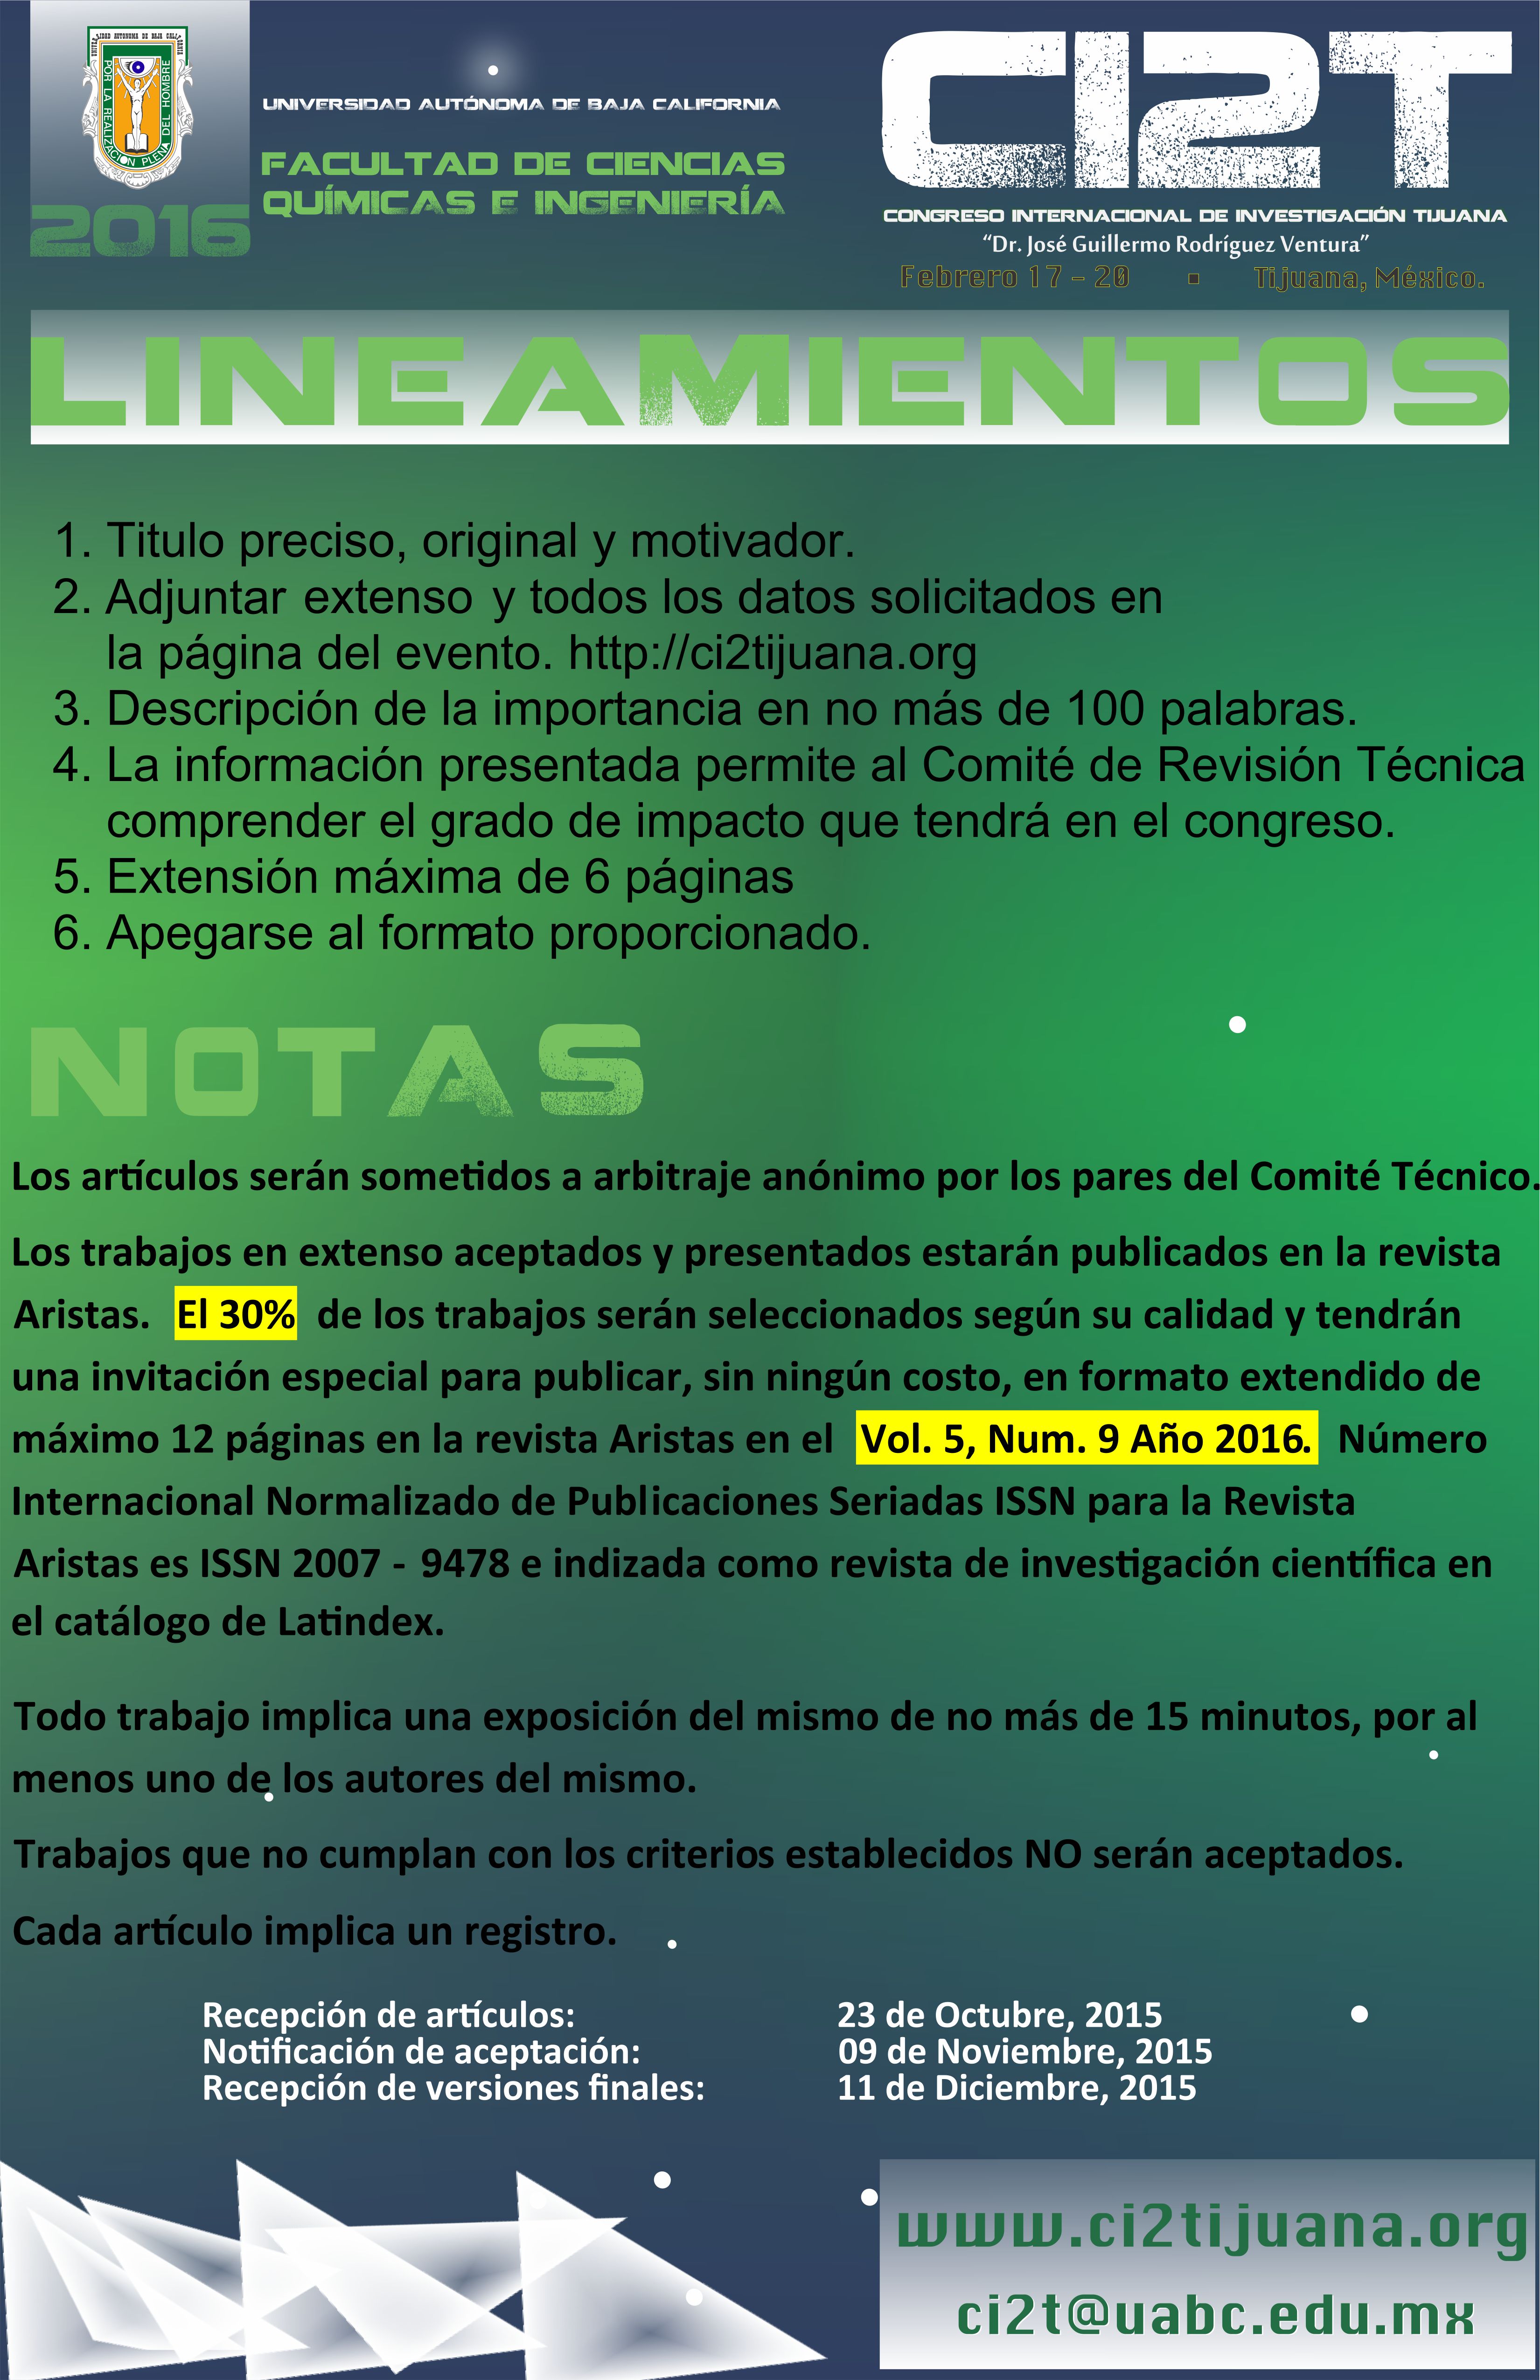 UNIVERSIDAD AUTONOMA DE BAJA CALIFORNIA
POR LA REALIZACIÓN PLENA DEL HOMBRE
2016
UNIVERSIDAD AUTÓNOMA DE BAJA CALIFORNIA
FACULTAD DE CIENCIAS
QUÍMICAS E INGENIERÍA
CI2T
CONGRESO INTERNACIONAL DE INVESTIGACIÓN TIJUANA
“Dr. José Guillermo Rodríguez Ventura”
Febrero 17 - 20 ▪ Tijuana, México.
LINEAMIENTOS
1. Titulo preciso, original y motivador.
2. Adjuntar extenso y todos los datos solicitados en
la página del evento. http://ci2tijuana.org
3. Descripción de la importancia en no más de 100 palabras.
4. La información presentada permite al Comité de Revisión Técnica
comprender el grado de impacto que tendrá en el congreso.
5. Extensión máxima de 6 páginas
6. Apegarse al formato proporcionado.
NOTAS
Los artículos serán sometidos a arbitraje anónimo por los pares del Comité Técnico.
Los trabajos en extenso aceptados y presentados estarán publicados en la revista
Aristas. El 30% de los trabajos serán seleccionados según su calidad y tendrán
una invitación especial para publicar, sin ningún costo, en formato extendido de
máximo 12 páginas en la revista Aristas en el Vol. 5, Num. 9 Año 2016. Número
Internacional Normalizado de Publicaciones Seriadas ISSN para la Revista
Aristas es ISSN 2007 - 9478 e indizada como revista de investigación científica en
el catálogo de Latindex.
Todo trabajo implica una exposición del mismo de no más de 15 minutos, por al
menos uno de los autores del mismo.
Trabajos que no cumplan con los criterios establecidos NO serán aceptados.
Cada artículo implica un registro.
Recepción de artículos: 23 de Octubre, 2015
Notificación de aceptación: 09 de Noviembre, 2015
Recepción de versiones finales: 11 de Diciembre, 2015
www.ci2tijuana.org
ci2t@uabc.edu.mx